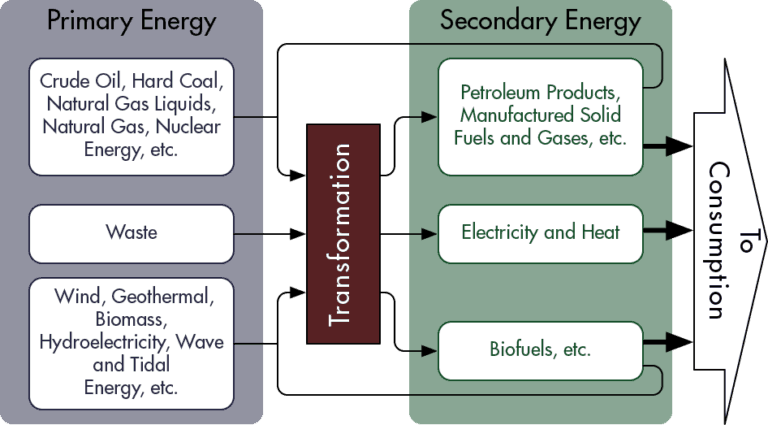 Primary Energy
Secondary Energy
Crude Oil, Hard Coal,
Natural Gas Liquids,
Natural Gas, Nuclear
Energy, etc.
Waste
Wind, Geothermal,
Biomass,
Hydroelectricity, Wave
and Tidal
Energy, etc.
Transformation
Petroleum Products,
Manufactured Solid
Fuels and Gases, etc.
Electricity and Heat
Biofuels, etc.
To
Consumption